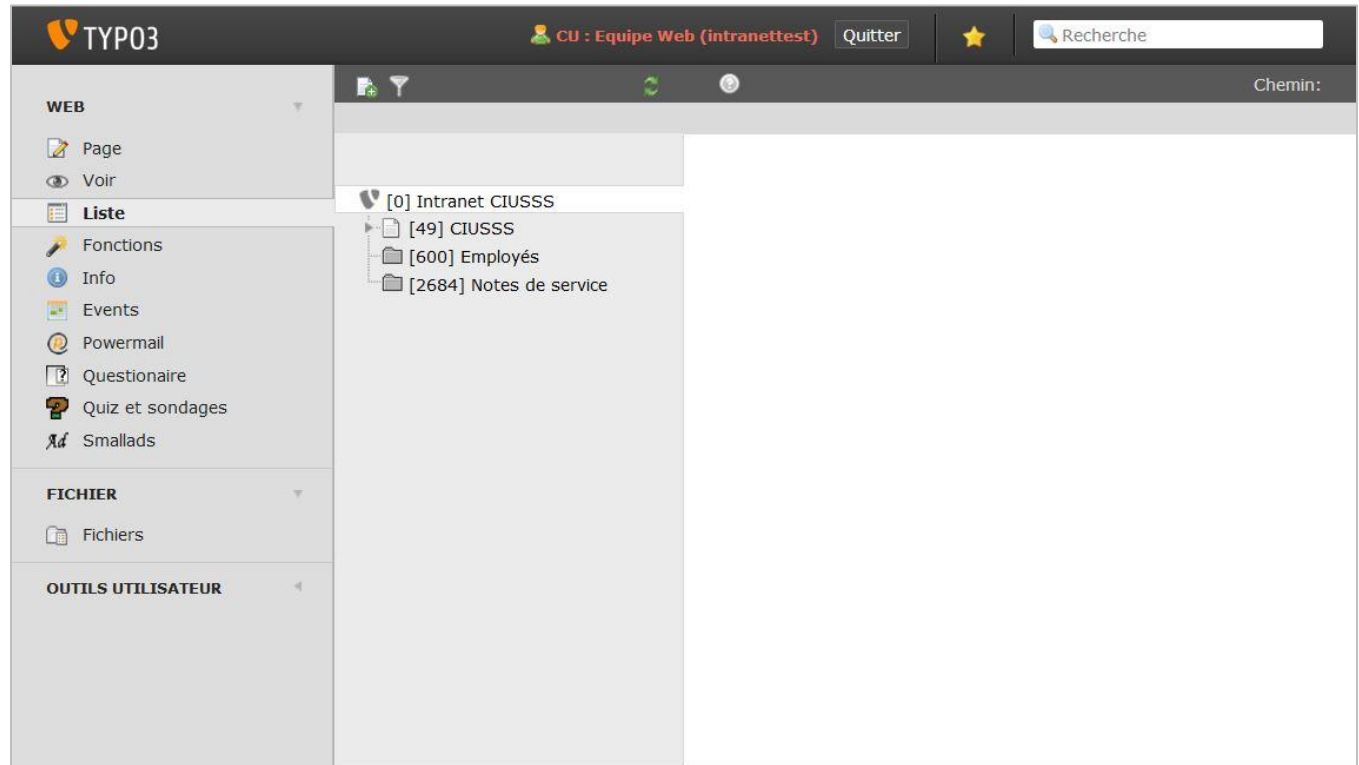 TYPO3
CU : Equipe Web (intranettest) Quitter Recherche
Chemin:
WEB
Page
Voir
Liste
Fonctions
Info
Events
Powermail
Questionaire
Quiz et sondages
Ad Smallads
FICHIER
Fichiers
OUTILS UTILISATEUR
[0] Intranet CIUSSS
[49] CIUSSS
[600] Employés
[2684] Notes de service